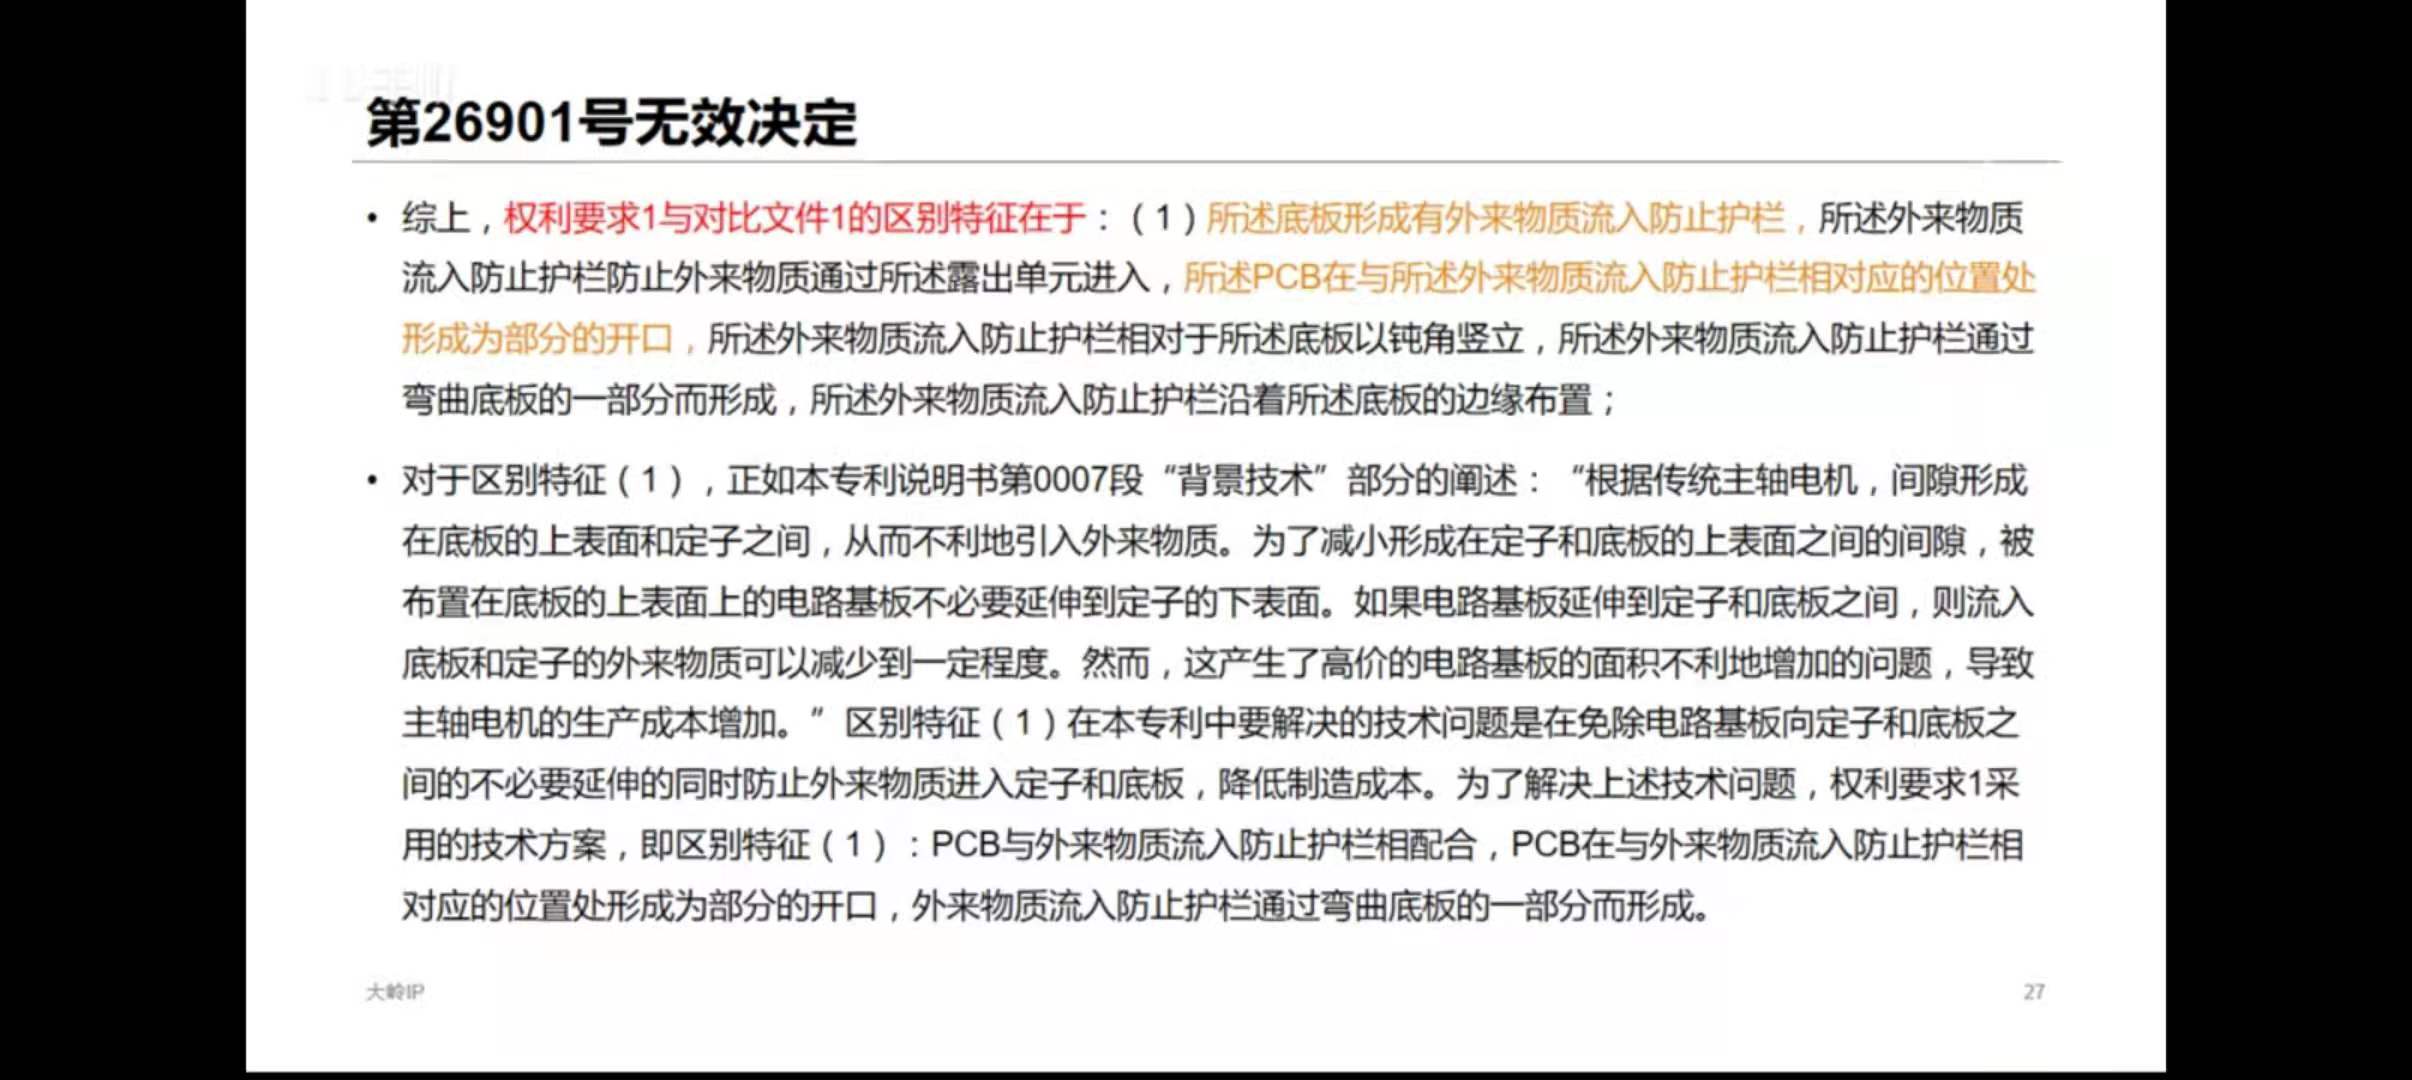 第26901号无效决定
• 综上，权利要求1与对比文件1的区别特征在于：（1）所述底板形成有外来物质流入防止护栏，所述外来物质
流入防止护栏防止外来物质通过所述露出单元进入，所述PCB在与所述外来物质流入防止护栏相对应的位置处
形成为部分的开口，所述外来物质流入防止护栏相对于所述底板以钝角竖立，所述外来物质流入防止护栏通过
弯曲底板的一部分而形成，所述外来物质流入防止护栏沿着所述底板的边缘布置；
• 对于区别特征（1），正如本专利说明书第0007段“背景技术”部分的阐述：“根据传统主轴电机，间隙形成
在底板的上表面和定子之间，从而不利地引入外来物质。为了减小形成在定子和底板的上表面之间的间隙，被
布置在底板的上表面上的电路基板不必要延伸到定子的下表面。如果电路基板延伸到定子和底板之间，则流入
底板和定子的外来物质可以减少到一定程度。然而，这产生了高价的电路基板的面积不利地增加的问题，导致
主轴电机的生产成本增加。”区别特征（1）在本专利中要解决的技术问题是在免除电路基板向定子和底板之
间的不必要延伸的同时防止外来物质进入定子和底板，降低制造成本。为了解决上述技术问题，权利要求1采
用的技术方案，即区别特征（1）：PCB与外来物质流入防止护栏相配合，PCB在与外来物质流入防止护栏相
对应的位置处形成为部分的开口，外来物质流入防止护栏通过弯曲底板的一部分而形成。
大岭IP
27